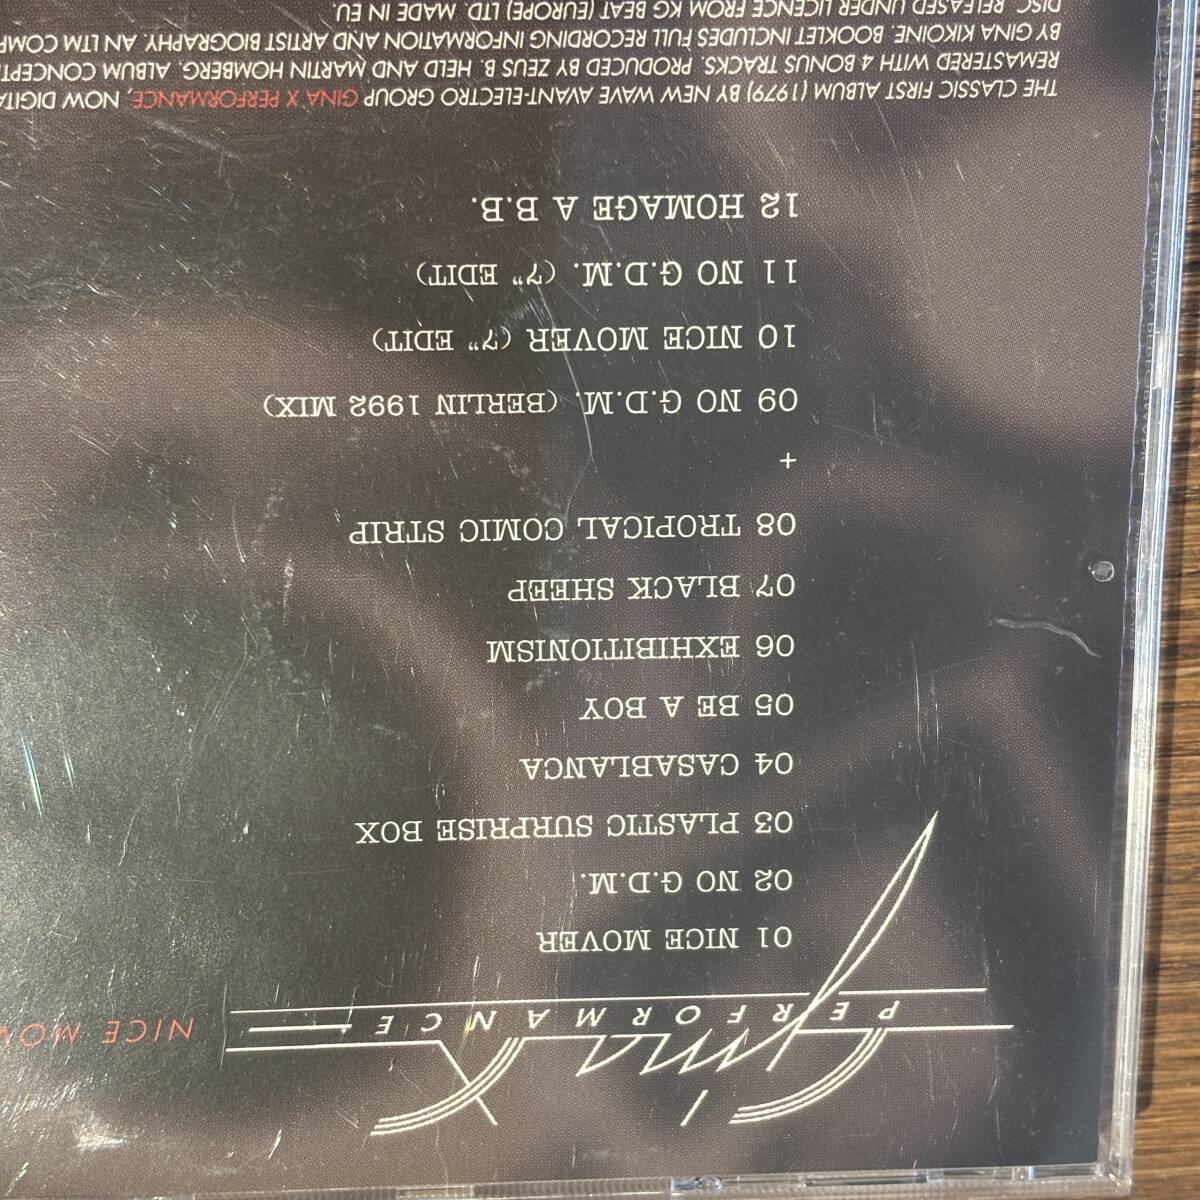 Gina X
PERFORMANCE
NICE MOV
01 NICE MOVER
02 NO G.D.M.
03 PLASTIC SURPRISE BOX
04 CASABLANCA
05 BE A BOY
06 EXHIBITIONISM
07 BLACK SHEEP
08 TROPICAL COMIC STRIP
+
09 NO G.D.M. (BERLIN 1992 MIX)
10 NICE MOVER (7" EDIT)
11 NO G.D.M. (7" EDIT)
12 HOMAGE A B.B.
THE CLASSIC FIRST ALBUM (1979) BY NEW WAVE AVANT-ELECTRO GROUP GINA X PERFORMANCE, NOW DIGITA
REMASTERED WITH 4 BONUS TRACKS. PRODUCED BY ZEUS B. HELD AND MARTIN HOMBERG. ALBUM CONCEPT
BY GINA KIKOINE. BOOKLET INCLUDES FULL RECORDING INFORMATION AND ARTIST BIOGRAPHY. AN LTM COMP
DISC. RELEASED UNDER LICENCE FROM KG BEAT (EUROPE) LTD. MADE IN EU.